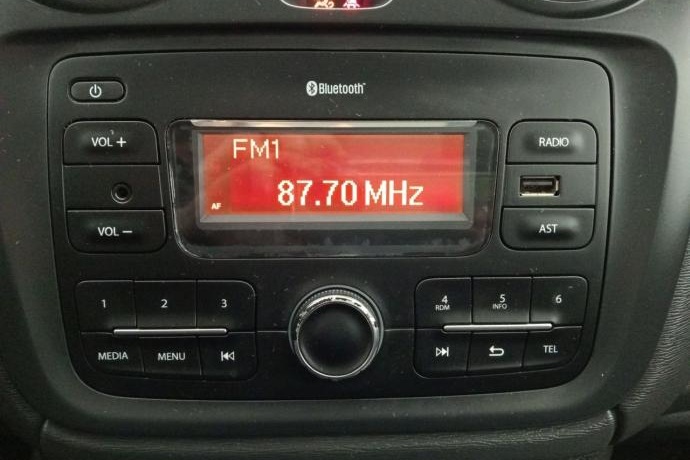 Bluetooth™
VOL +
FM1
RADIO
87.70 MHz
AF
VOL −
AST
1 2 3
4 5 6
RDM INFO
MEDIA MENU
TEL